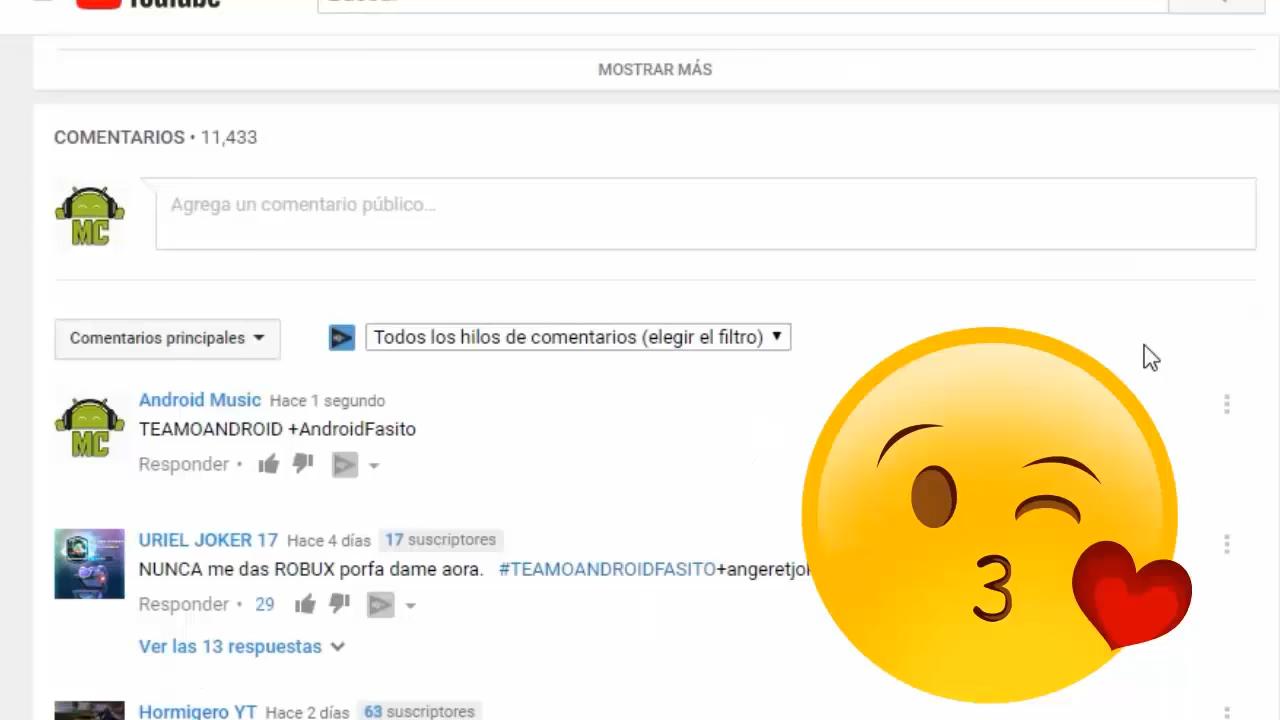 YouTube
MOSTRAR MÁS
COMENTARIOS • 11,433
MC
Agrega un comentario público...
Comentarios principales
Todos los hilos de comentarios (elegir el filtro)
MC
Android Music Hace 1 segundo
TEAMOANDROID +AndroidFasito
Responder •
URIEL JOKER 17 Hace 4 días 17 suscriptores
NUNCA me das ROBUX porfa dame aora. #TEAMOANDROIDFASITO
Responder • 29
Ver las 13 respuestas
Hormigero YT Hace 2 días 63 suscriptores